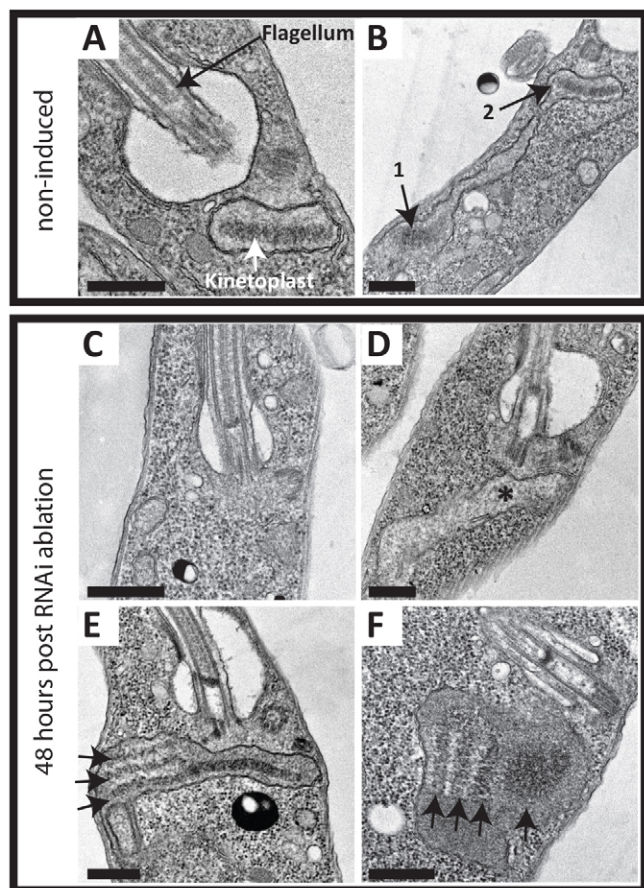 non-induced
A
Flagellum
Kinetoplast
B
2
1
48 hours post RNAi ablation
C
D
*
E
F